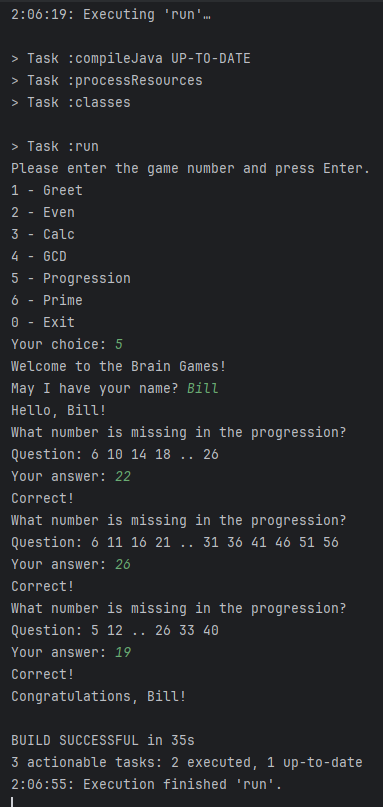 2:06:19: Executing 'run'…
> Task :compileJava UP-TO-DATE
> Task :processResources
> Task :classes
> Task :run
Please enter the game number and press Enter.
1 - Greet
2 - Even
3 - Calc
4 - GCD
5 - Progression
6 - Prime
0 - Exit
Your choice: 5
Welcome to the Brain Games!
May I have your name? Bill
Hello, Bill!
What number is missing in the progression?
Question: 6 10 14 18 .. 26
Your answer: 22
Correct!
What number is missing in the progression?
Question: 6 11 16 21 .. 31 36 41 46 51 56
Your answer: 26
Correct!
What number is missing in the progression?
Question: 5 12 .. 26 33 40
Your answer: 19
Correct!
Congratulations, Bill!
BUILD SUCCESSFUL in 35s
3 actionable tasks: 2 executed, 1 up-to-date
2:06:55: Execution finished 'run'.